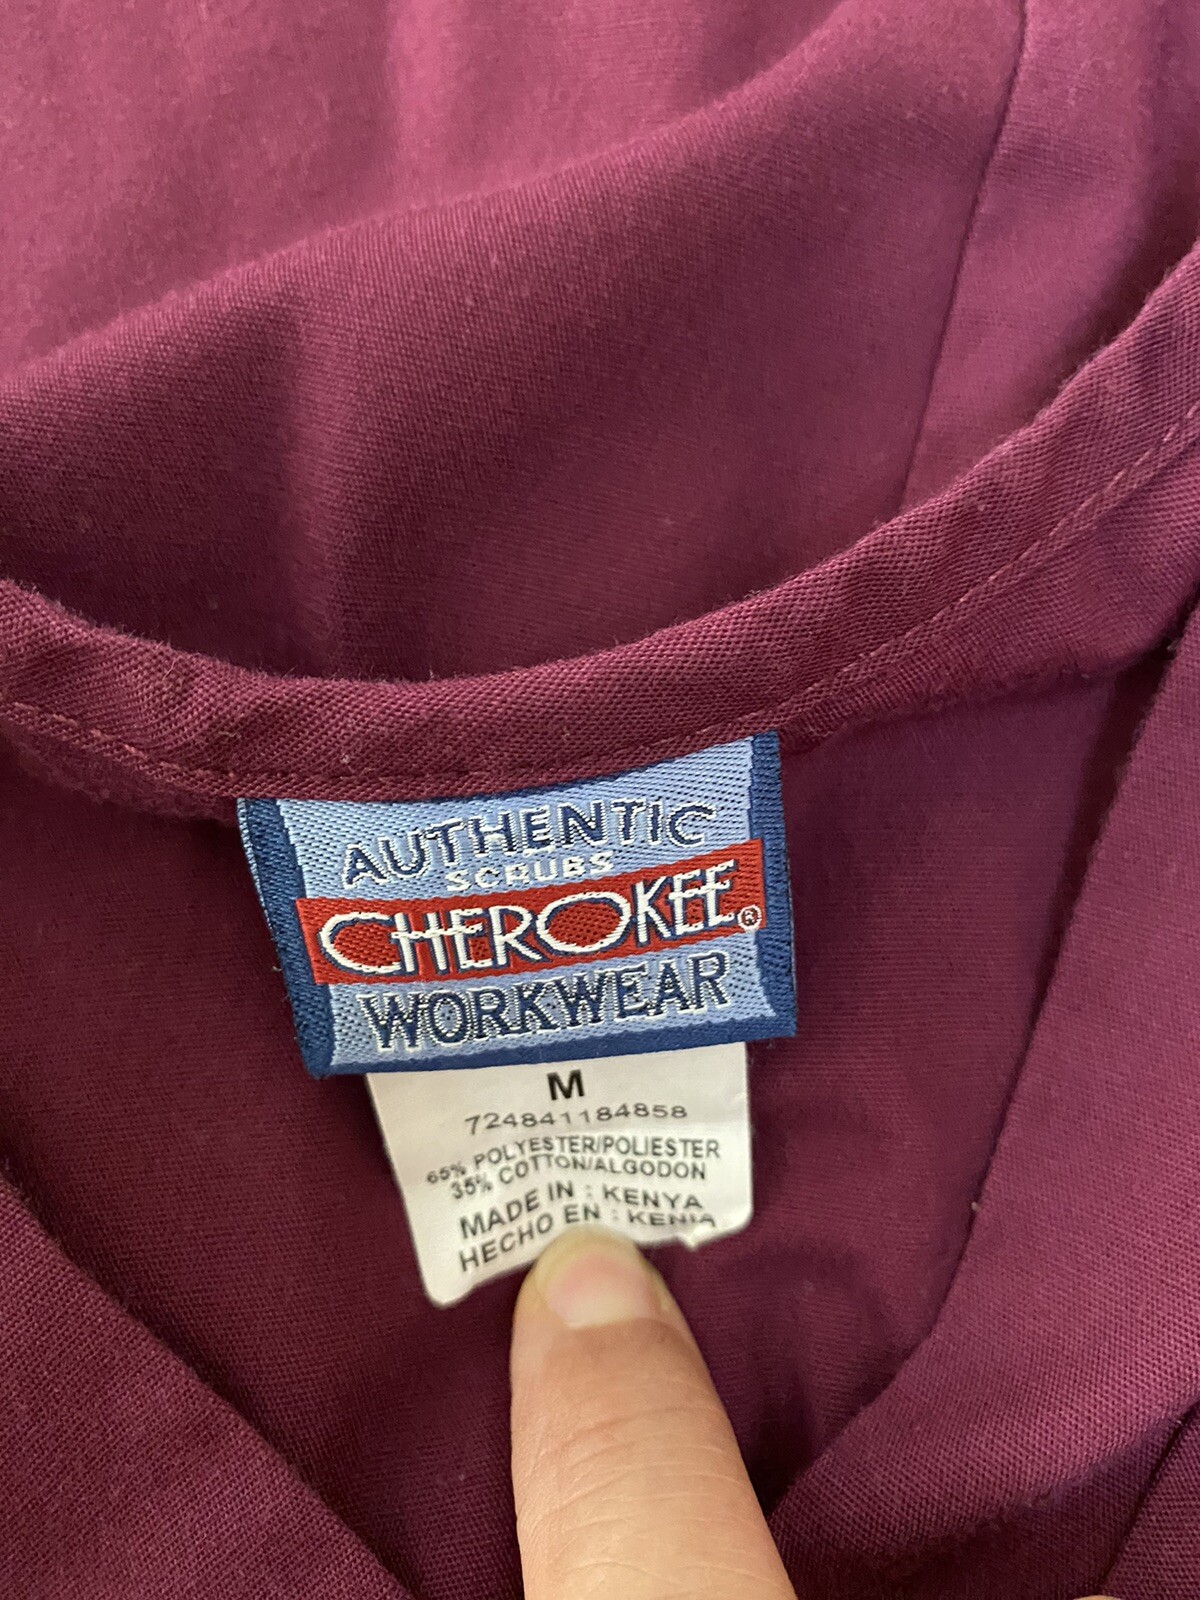 AUTHENTIC
SCRUBS
CHEROKEE®
WORKWEAR
M
724841184858
65% POLYESTER/POLIESTER
35% COTTON/ALGODON
MADE IN : KENYA
HECHO EN : KENIA